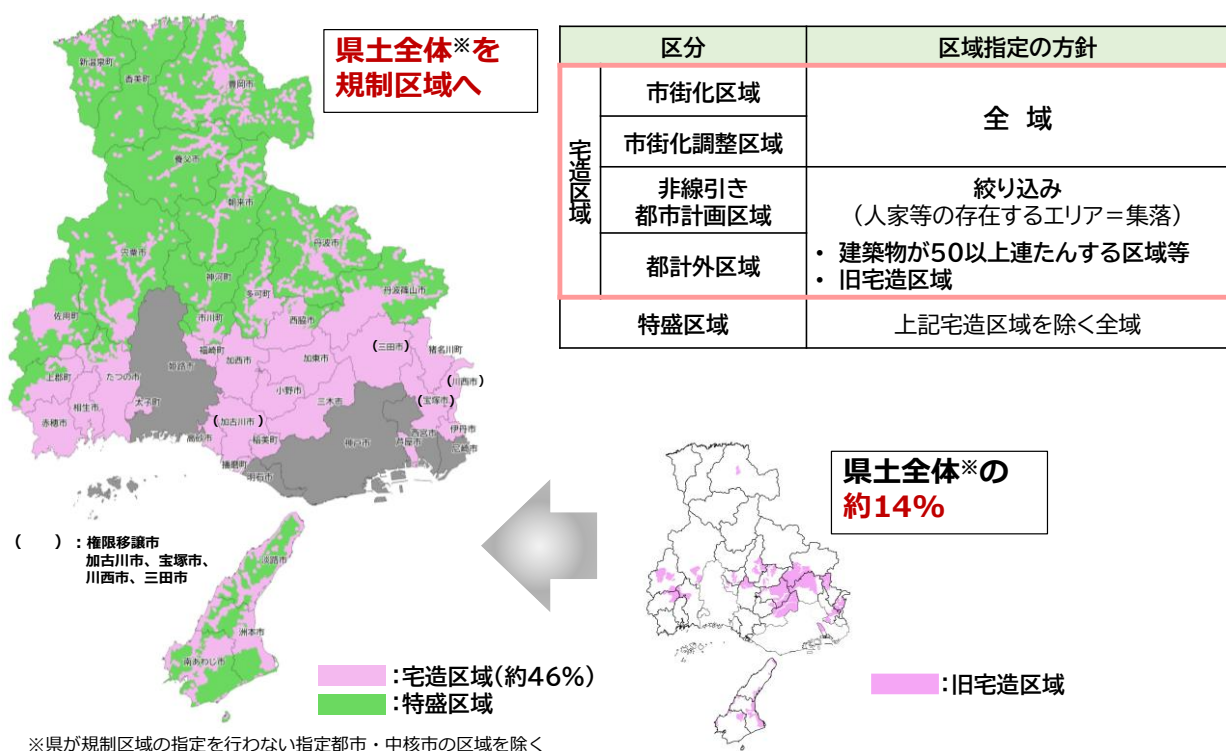 県土全体※を
規制区域へ
区分
区域指定の方針
宅造区域
市街化区域
市街化調整区域
全 域
非線引き
都市計画区域
都計外区域
絞り込み
（人家等の存在するエリア＝集落）
・ 建築物が50以上連たんする区域等
・ 旧宅造区域
特盛区域
上記宅造区域を除く全域
新温泉町
香美町
豊岡市
養父市
朝来市
宍粟市
丹波市
神河町
多可町
丹波篠山市
佐用町
市川町
西脇市
上郡町
たつの市
姫路市
福崎町
加西市
加東市
(三田市)
猪名川町
(川西市)
相生市
太子町
小野市
三木市
(宝塚市)
赤穂市
(加古川市)
高砂市
稲美町
神戸市
芦屋市
西宮市
伊丹市
尼崎市
播磨町
明石市
淡路市
洲本市
南あわじ市
県土全体※の
約14%
（　）：権限移譲市
加古川市、宝塚市、
川西市、三田市
：宅造区域(約46%)
：特盛区域
：旧宅造区域
※県が規制区域の指定を行わない指定都市・中核市の区域を除く